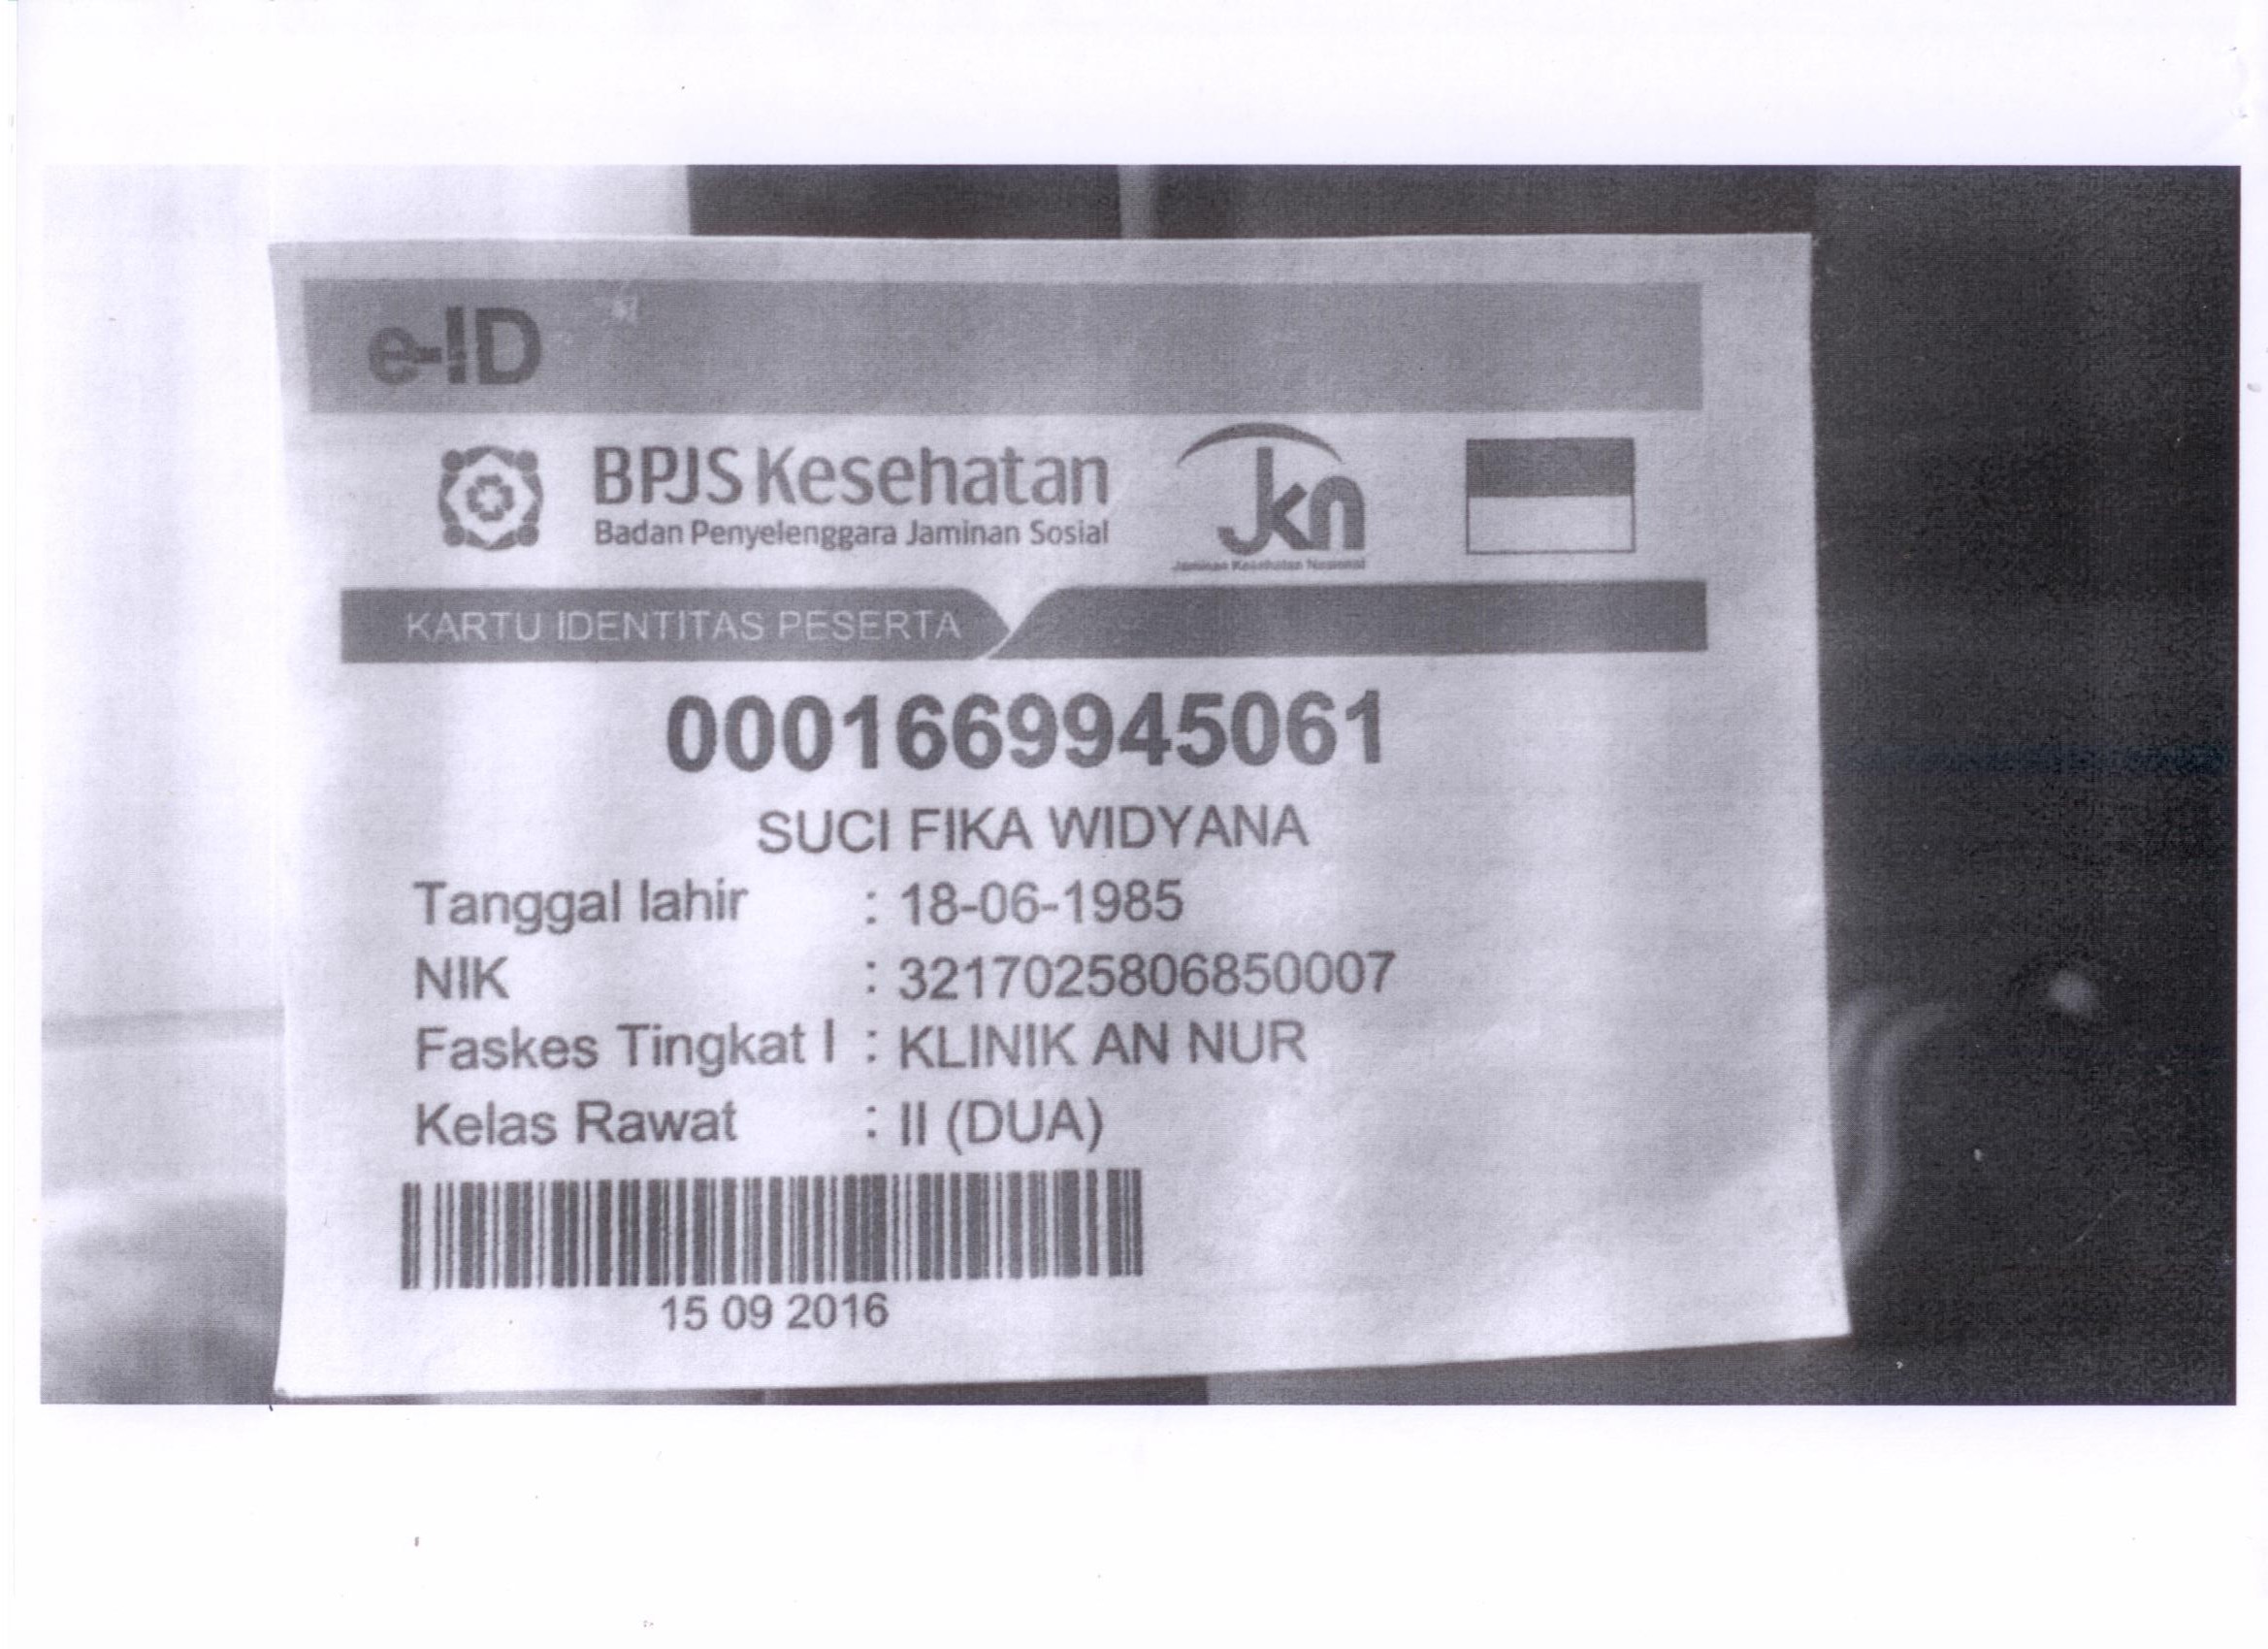 e-ID
BPJS Kesehatan
Badan Penyelenggara Jaminan Sosial
Jkn
Jaminan Kesehatan Nasional
KARTU IDENTITAS PESERTA
0001669945061
SUCI FIKA WIDYANA
Tanggal lahir : 18-06-1985
NIK : 3217025806850007
Faskes Tingkat I : KLINIK AN NUR
Kelas Rawat : II (DUA)
15 09 2016